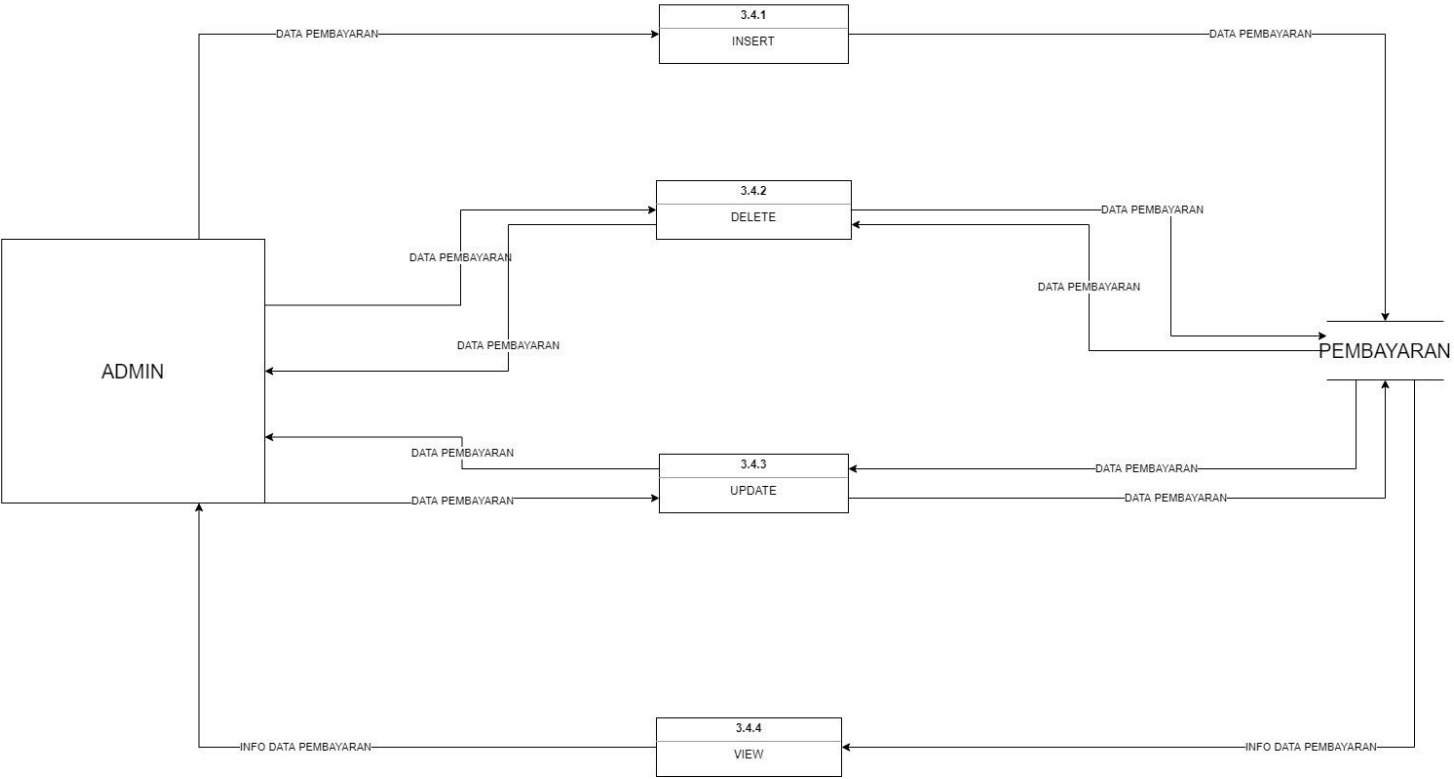 3.4.1
DATA PEMBAYARAN
INSERT
DATA PEMBAYARAN
3.4.2
DELETE
DATA PEMBAYARAN
DATA PEMBAYARAN
DATA PEMBAYARAN
DATA PEMBAYARAN
ADMIN
PEMBAYARAN
DATA PEMBAYARAN
3.4.3
DATA PEMBAYARAN
DATA PEMBAYARAN
UPDATE
DATA PEMBAYARAN
3.4.4
INFO DATA PEMBAYARAN
VIEW
INFO DATA PEMBAYARAN